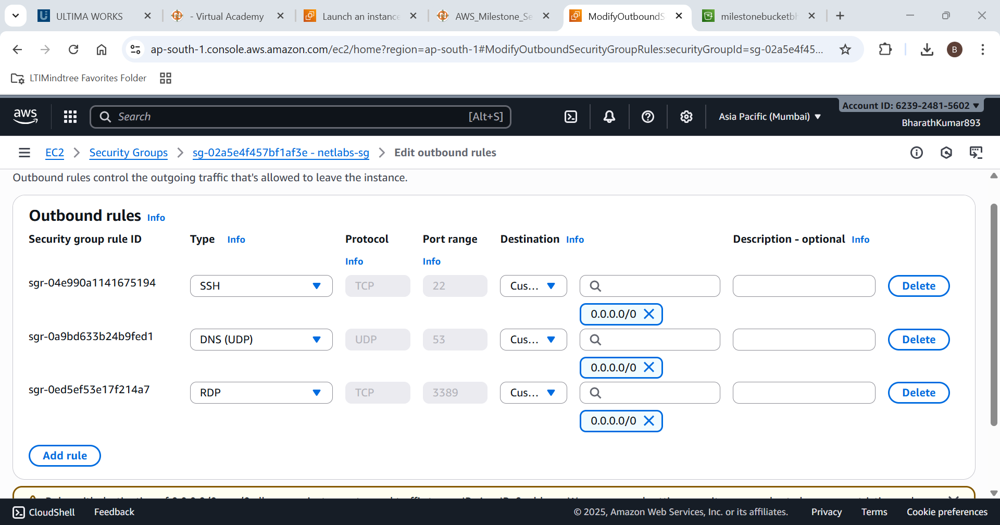 ULTIMA WORKS
- Virtual Academy
Launch an instance
AWS_Milestone_Se
ModifyOutboundS
milestonebucketbh
ap-south-1.console.aws.amazon.com/ec2/home?region=ap-south-1#ModifyOutboundSecurityGroupRules:securityGroupId=sg-02a5e4f45...
B
LTIMindtree Favorites Folder
aws
Search
[Alt+S]
Asia Pacific (Mumbai)
Account ID: 6239-2481-5602
BharathKumar893
EC2
Security Groups
sg-02a5e4f457bf1af3e - netlabs-sg
Edit outbound rules
Outbound rules control the outgoing traffic that's allowed to leave the instance.
Outbound rules Info
Security group rule ID
Type Info
Protocol
Info
Port range
Info
Destination Info
Description - optional Info
sgr-04e990a1141675194
SSH
TCP
22
Cus...
Delete
0.0.0.0/0
sgr-0a9bd633b24b9fed1
DNS (UDP)
UDP
53
Cus...
Delete
0.0.0.0/0
sgr-0ed5ef53e17f214a7
RDP
TCP
3389
Cus...
Delete
0.0.0.0/0
Add rule
CloudShell
Feedback
© 2025, Amazon Web Services, Inc. or its affiliates.
Privacy
Terms
Cookie preferences